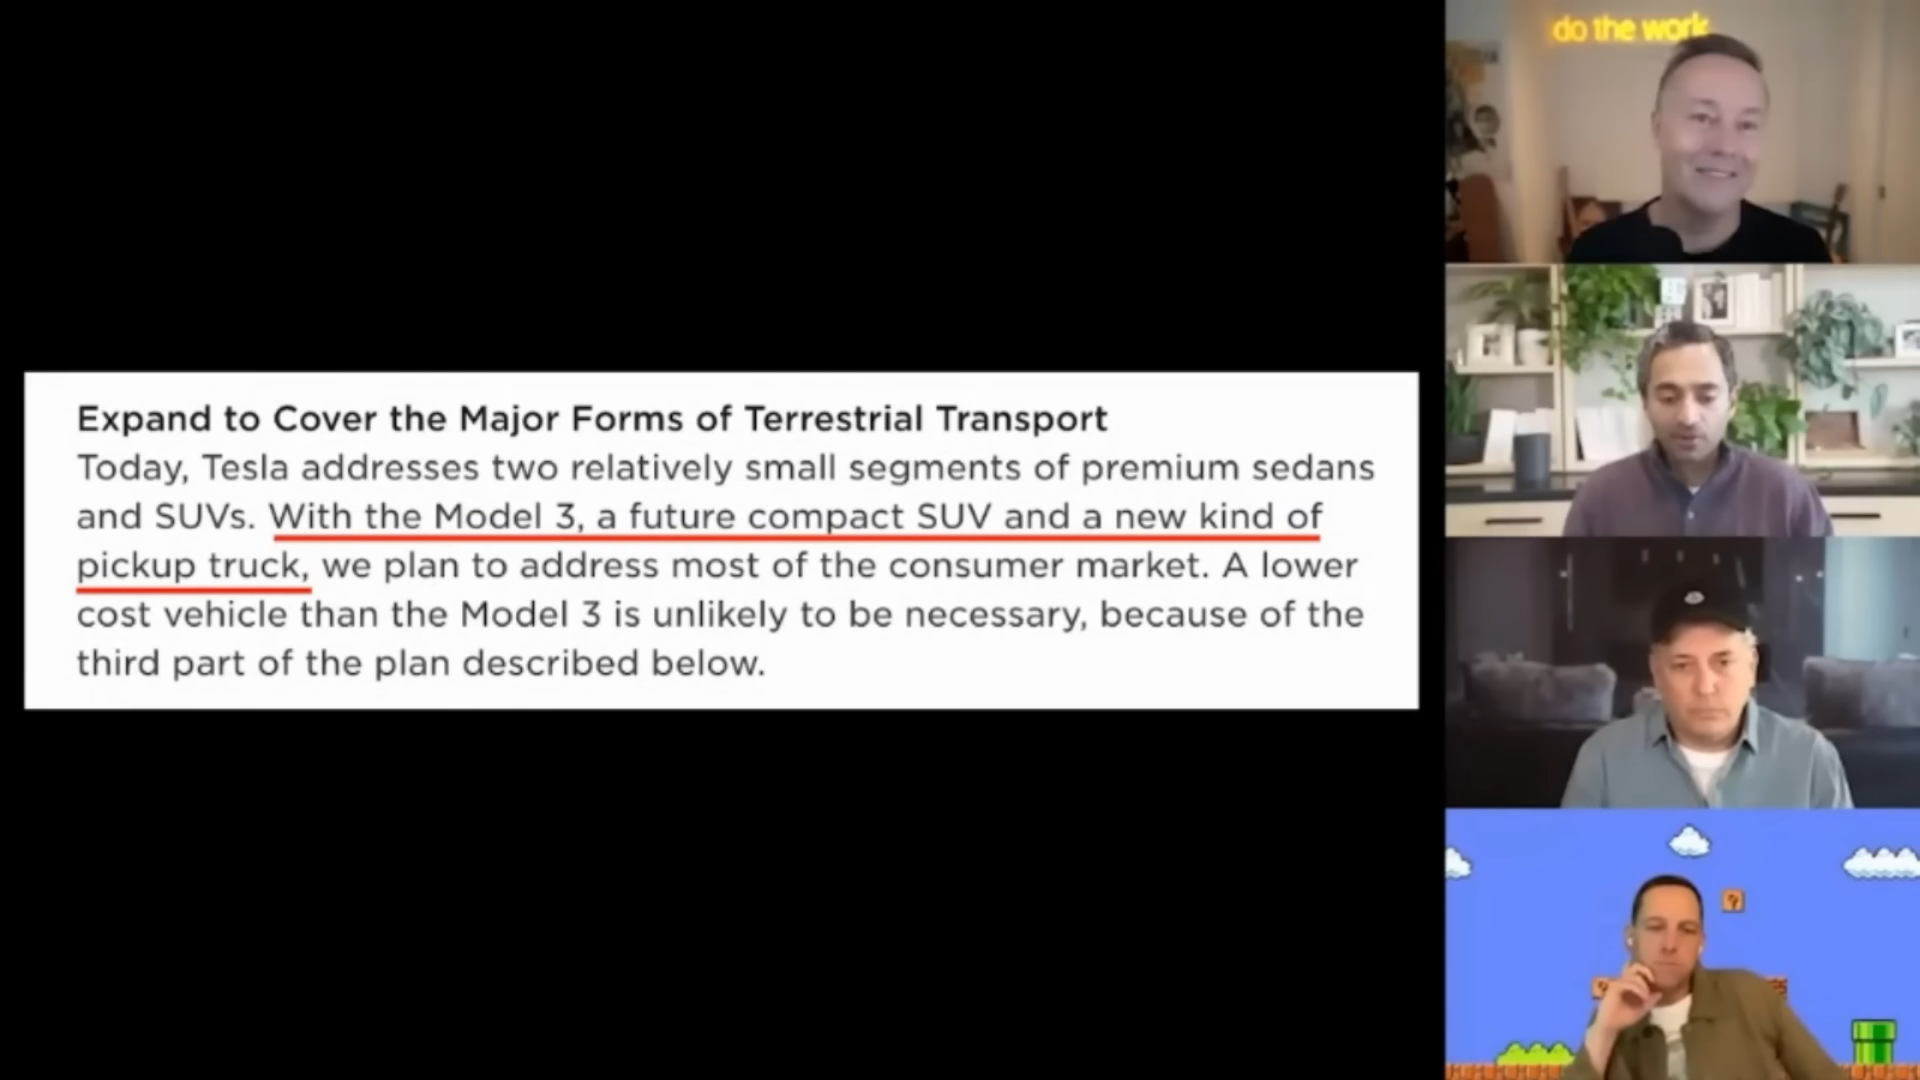 do the work
Expand to Cover the Major Forms of Terrestrial Transport
Today, Tesla addresses two relatively small segments of premium sedans
and SUVs. With the Model 3, a future compact SUV and a new kind of
pickup truck, we plan to address most of the consumer market. A lower
cost vehicle than the Model 3 is unlikely to be necessary, because of the
third part of the plan described below.
?
?